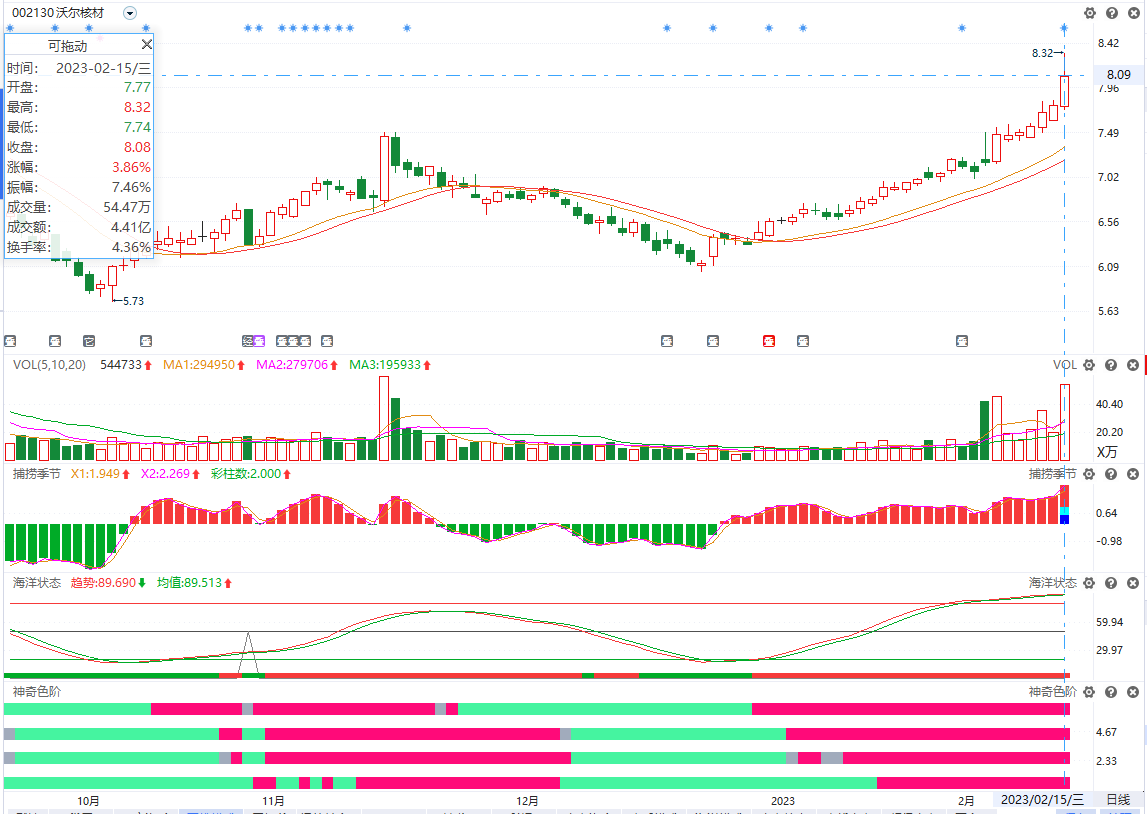 002130 沃尔核材
可拖动
时间: 2023-02-15/三
开盘: 7.77
最高: 8.32
最低: 7.74
收盘: 8.08
涨幅: 3.86%
振幅: 7.46%
成交量: 54.47万
成交额: 4.41亿
换手率: 4.36%
8.32→
←5.73
8.42
8.09
7.96
7.49
7.02
6.56
6.09
5.63
VOL(5,10,20) 544733 MA1:294950 MA2:279706 MA3:195933 VOL
40.40
20.20
X万
捕捞季节 X1:1.949 X2:2.269 彩柱数:2.000 捕捞季节
0.64
-0.98
海洋状态 趋势:89.690 均值:89.513 海洋状态
59.94
29.97
神奇色阶 神奇色阶
4.67
2.33
10月 11月 12月 2023 2月 2023/02/15/三 日线